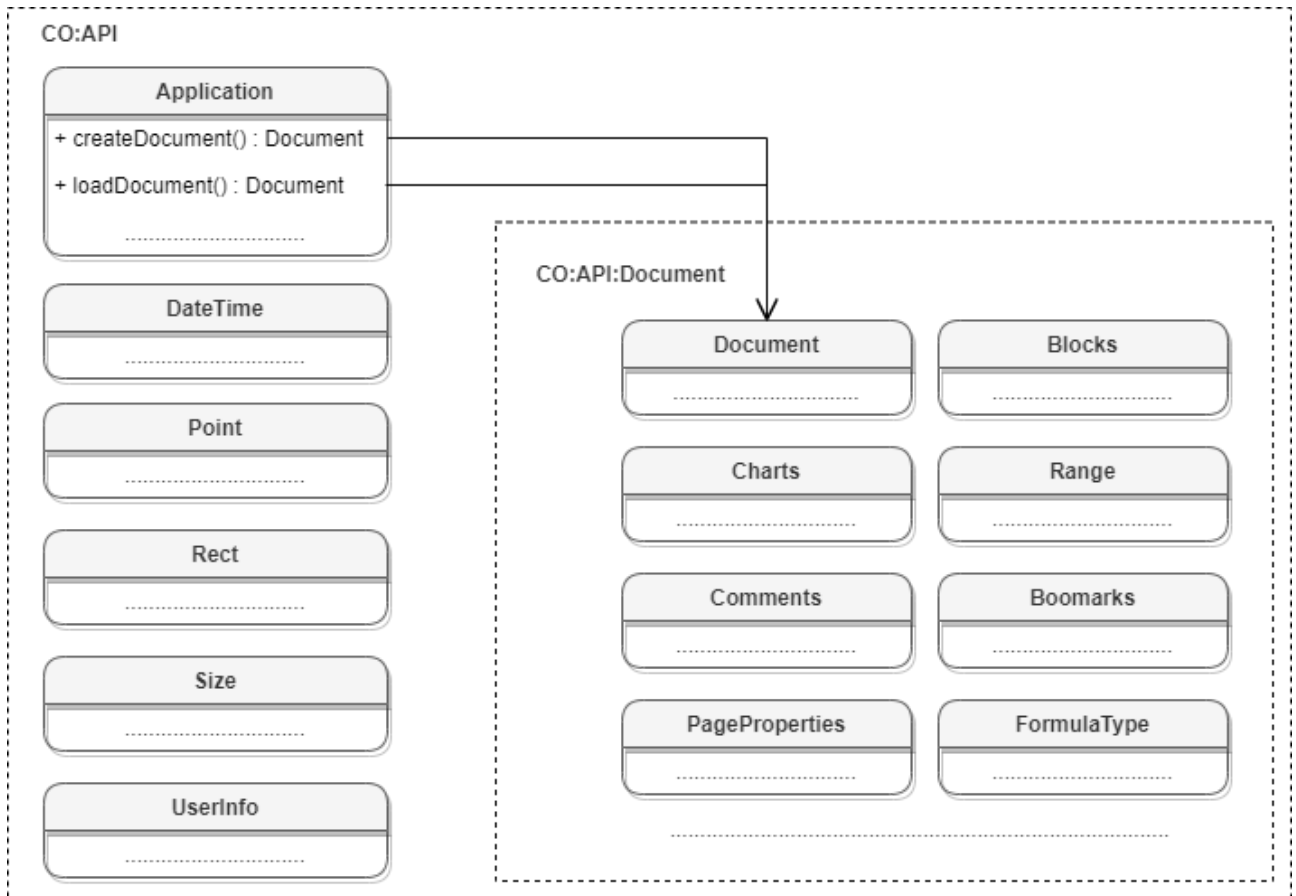 CO:API
Application
+ createDocument() : Document
+ loadDocument() : Document
..............................
DateTime
..............................
Point
..............................
Rect
..............................
Size
..............................
UserInfo
..............................
CO:API:Document
Document
...............................
Blocks
..............................
Charts
..............................
Range
..............................
Comments
..............................
Boomarks
..............................
PageProperties
..............................
FormulaType
..............................
...................................................................................